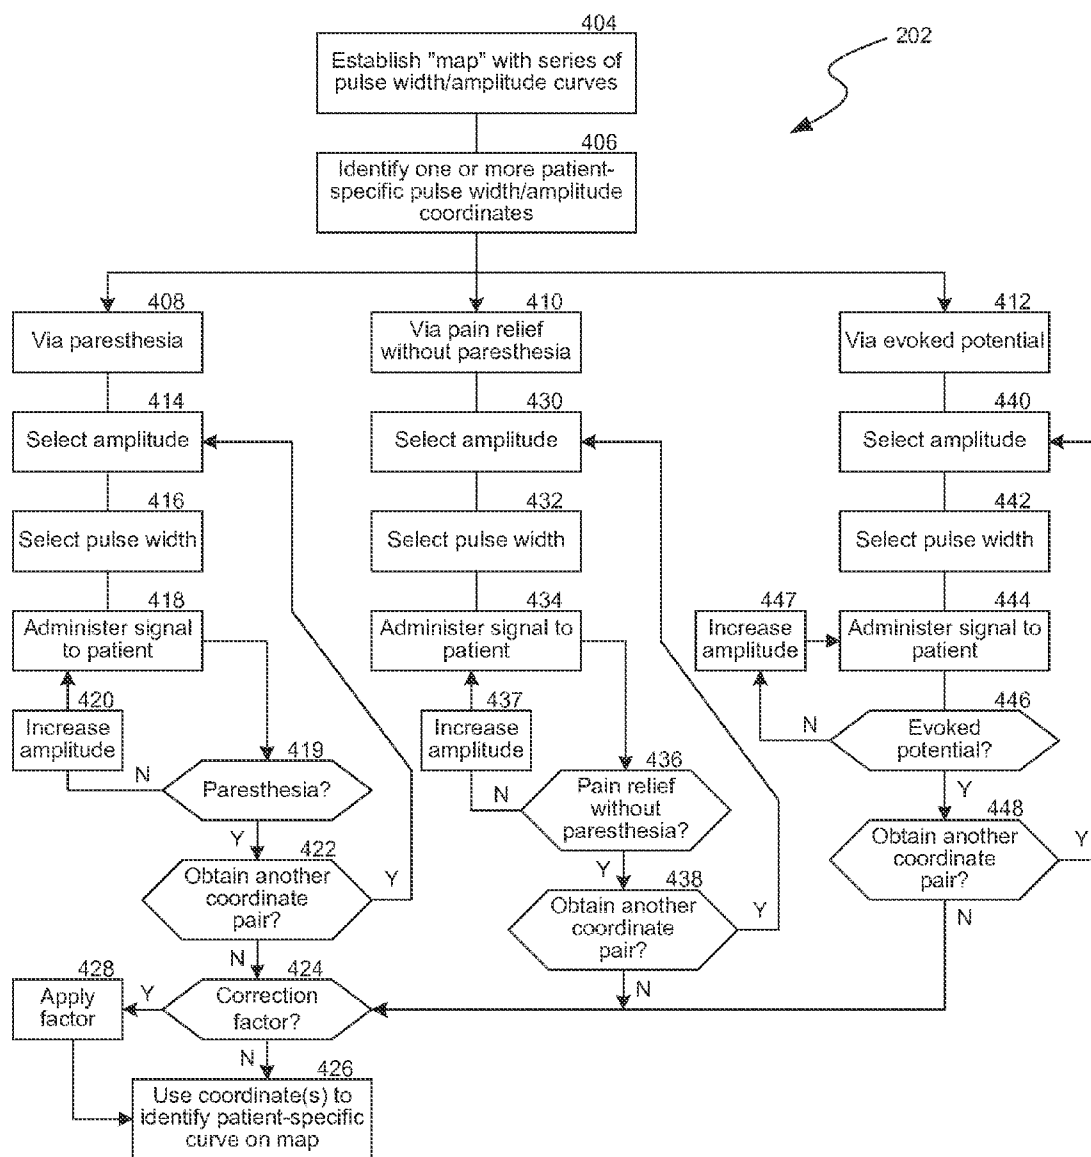 404
202
Establish "map" with series of
pulse width/amplitude curves
406
Identify one or more patient-
specific pulse width/amplitude
coordinates
408
Via paresthesia
414
Select amplitude
416
Select pulse width
418
Administer signal
to patient
420
Increase
amplitude
N
419
Paresthesia?
Y
422
Obtain another
coordinate
pair?
Y
N
410
Via pain relief
without paresthesia
430
Select amplitude
432
Select pulse width
434
Administer signal to
patient
437
Increase
amplitude
N
436
Pain relief
without
paresthesia?
Y
438
Obtain another
coordinate
pair?
Y
N
412
Via evoked potential
440
Select amplitude
442
Select pulse width
444
Administer signal to
patient
447
Increase
amplitude
N
446
Evoked
potential?
Y
448
Obtain another
coordinate
pair?
Y
N
424
Correction
factor?
Y
428
Apply
factor
N
426
Use coordinate(s) to
identify patient-specific
curve on map